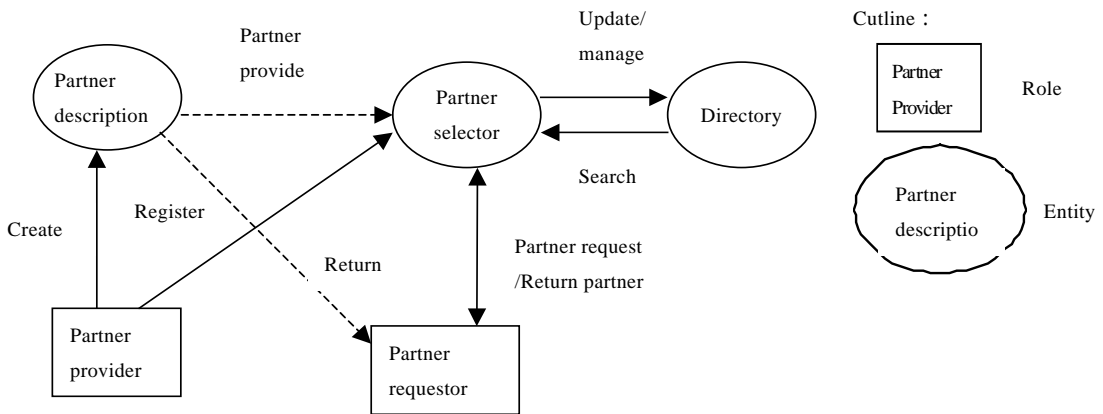 Partner
provide
Update/
manage
Cutline：
Partner
description
Partner
selector
Directory
Partner
Provider
Role
Search
Create
Register
Return
Partner request
/Return partner
Partner
descriptio
Entity
Partner
provider
Partner
requestor